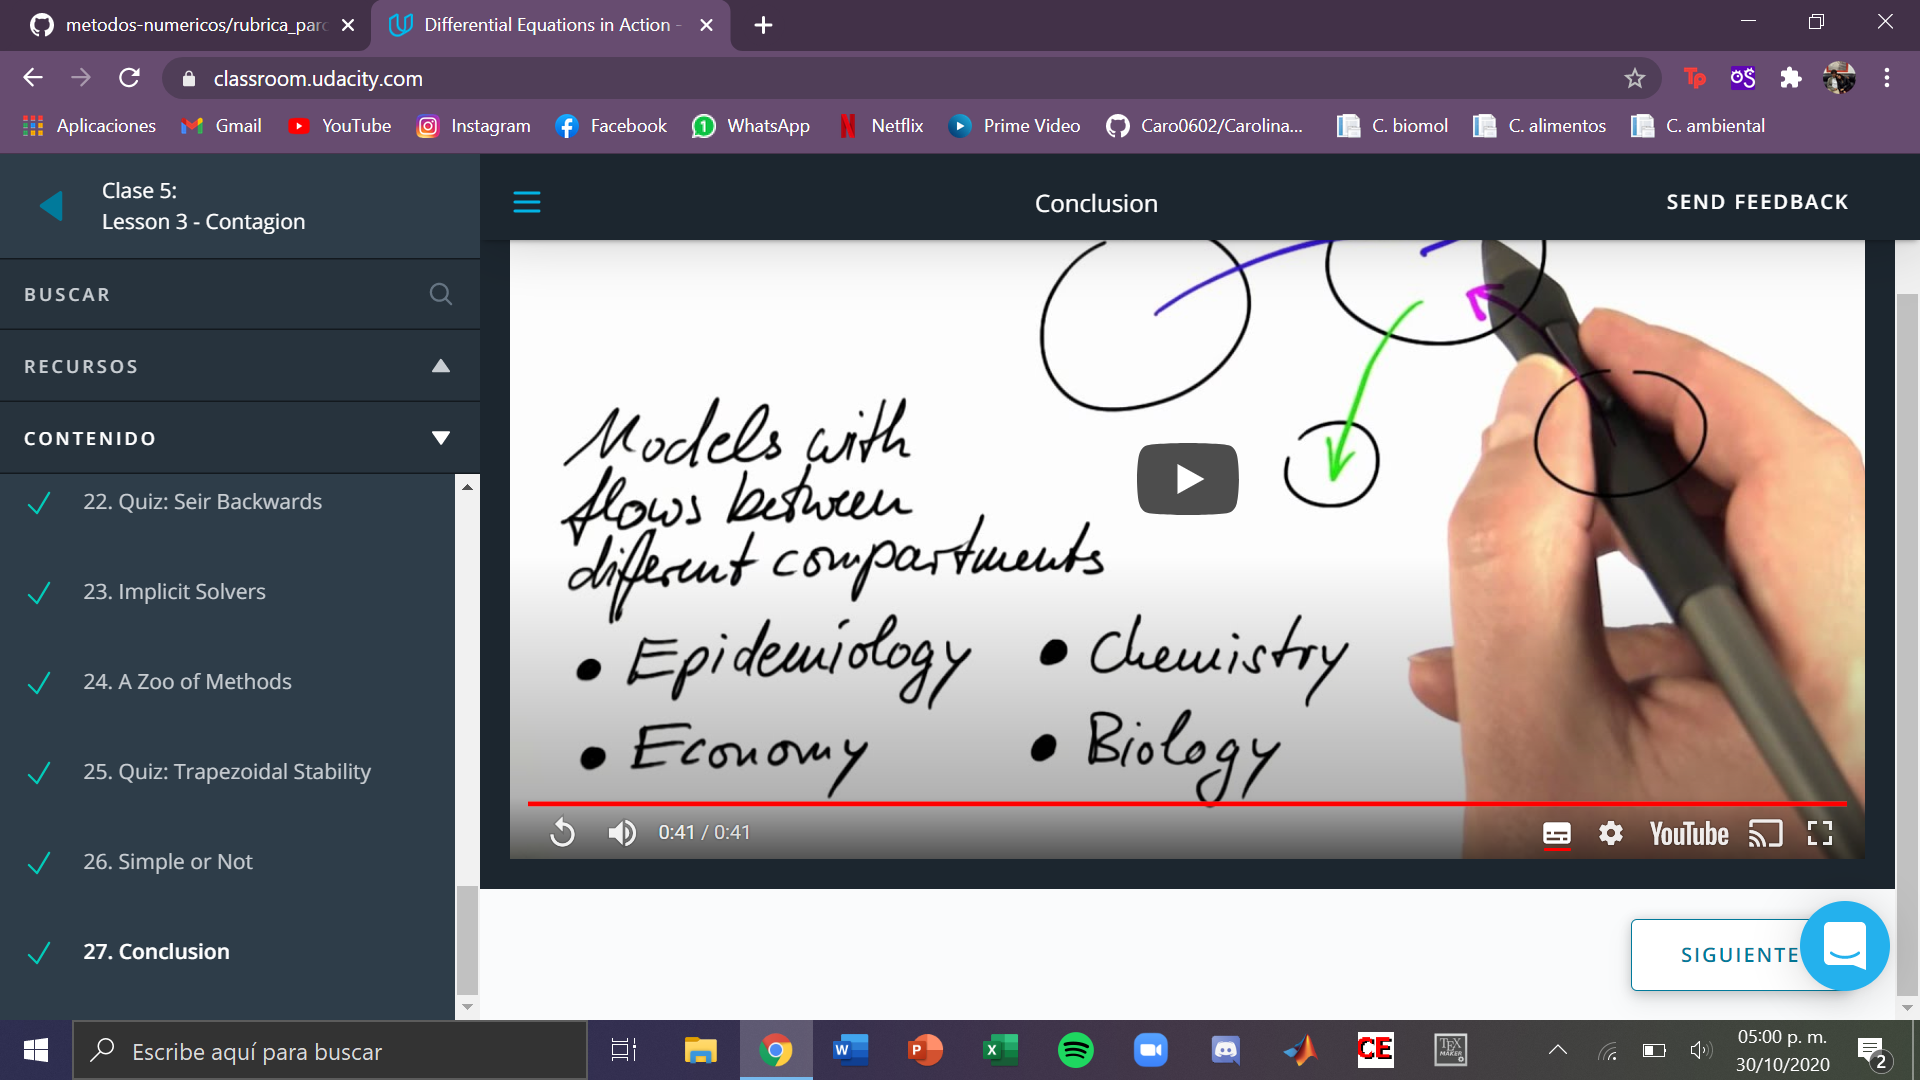 metodos-numericos/rubrica_parc
Differential Equations in Action -
classroom.udacity.com
Aplicaciones
Gmail
YouTube
Instagram
Facebook
WhatsApp
Netflix
Prime Video
Caro0602/Carolina...
C. biomol
C. alimentos
C. ambiental
Clase 5:
Lesson 3 - Contagion
Conclusion
SEND FEEDBACK
BUSCAR
RECURSOS
CONTENIDO
22. Quiz: Seir Backwards
23. Implicit Solvers
24. A Zoo of Methods
25. Quiz: Trapezoidal Stability
26. Simple or Not
27. Conclusion
Models with
flows between
different compartments
• Epidemiology • Chemistry
• Economy • Biology
0:41 / 0:41
YouTube
SIGUIENTE
Escribe aquí para buscar
CE
TEX
MAKER
05:00 p. m.
30/10/2020
2